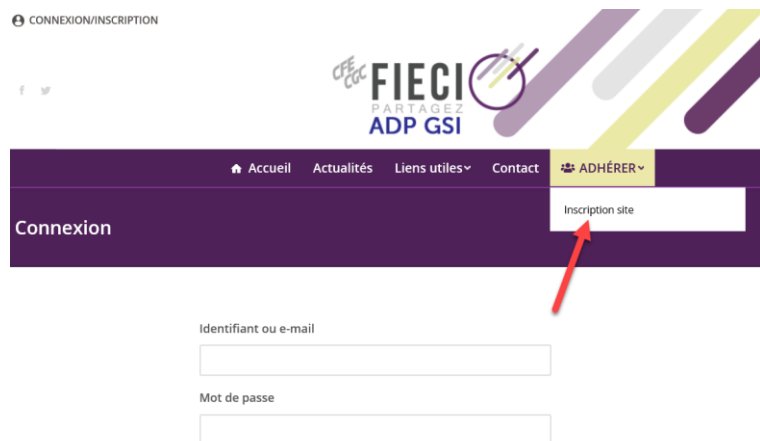 CONNEXION/INSCRIPTION
CFE CGC
FIECI
PARTAGEZ
ADP GSI
Accueil Actualités Liens utiles Contact ADHÉRER
Inscription site
Connexion
Identifiant ou e-mail
Mot de passe